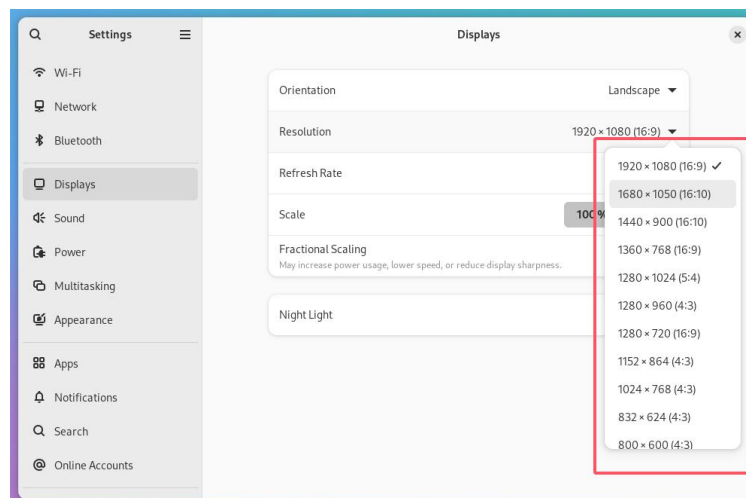 Settings
Displays
Wi-Fi
Network
Bluetooth
Displays
Sound
Power
Multitasking
Appearance
Apps
Notifications
Search
Online Accounts
Orientation
Landscape
Resolution
1920 × 1080 (16:9)
Refresh Rate
Scale
100%
Fractional Scaling
May increase power usage, lower speed, or reduce display sharpness.
Night Light
1920 × 1080 (16:9)
1680 × 1050 (16:10)
1440 × 900 (16:10)
1360 × 768 (16:9)
1280 × 1024 (5:4)
1280 × 960 (4:3)
1280 × 720 (16:9)
1152 × 864 (4:3)
1024 × 768 (4:3)
832 × 624 (4:3)
800 × 600 (4:3)